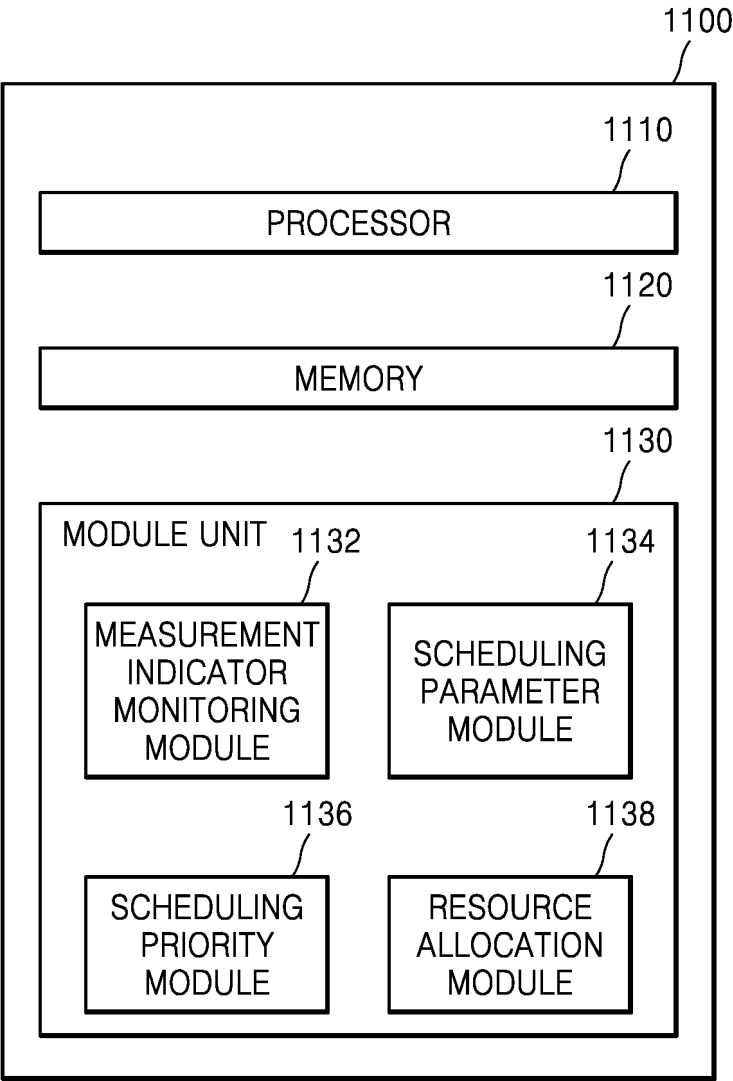 1100
1110
PROCESSOR
1120
MEMORY
1130
MODULE UNIT
1132
MEASUREMENT
INDICATOR
MONITORING
MODULE
1134
SCHEDULING
PARAMETER
MODULE
1136
SCHEDULING
PRIORITY
MODULE
1138
RESOURCE
ALLOCATION
MODULE